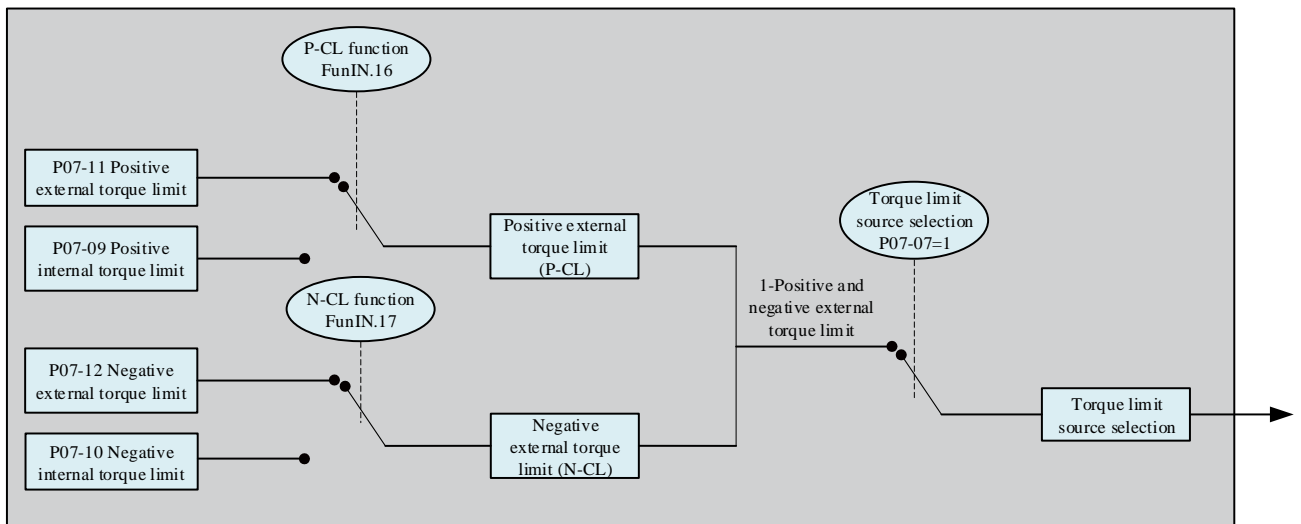 P-CL function
FunIN.16
P07-11 Positive
external torque limit
P07-09 Positive
internal torque limit
Positive external
torque limit
(P-CL)
Torque limit
source selection
P07-07=1
N-CL function
FunIN.17
1-Positive and
negative external
torque limit
P07-12 Negative
external torque limit
P07-10 Negative
internal torque limit
Negative
external torque
limit (N-CL)
Torque limit
source selection